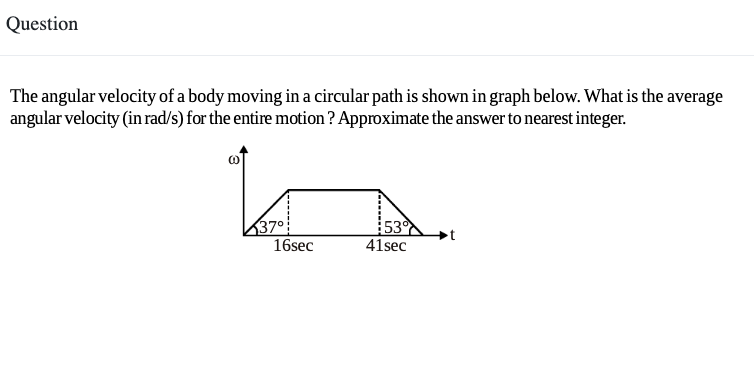 Question
The angular velocity of a body moving in a circular path is shown in graph below. What is the average
angular velocity (in rad/s) for the entire motion ? Approximate the answer to nearest integer.
ω
37° 53°
t
16sec 41sec